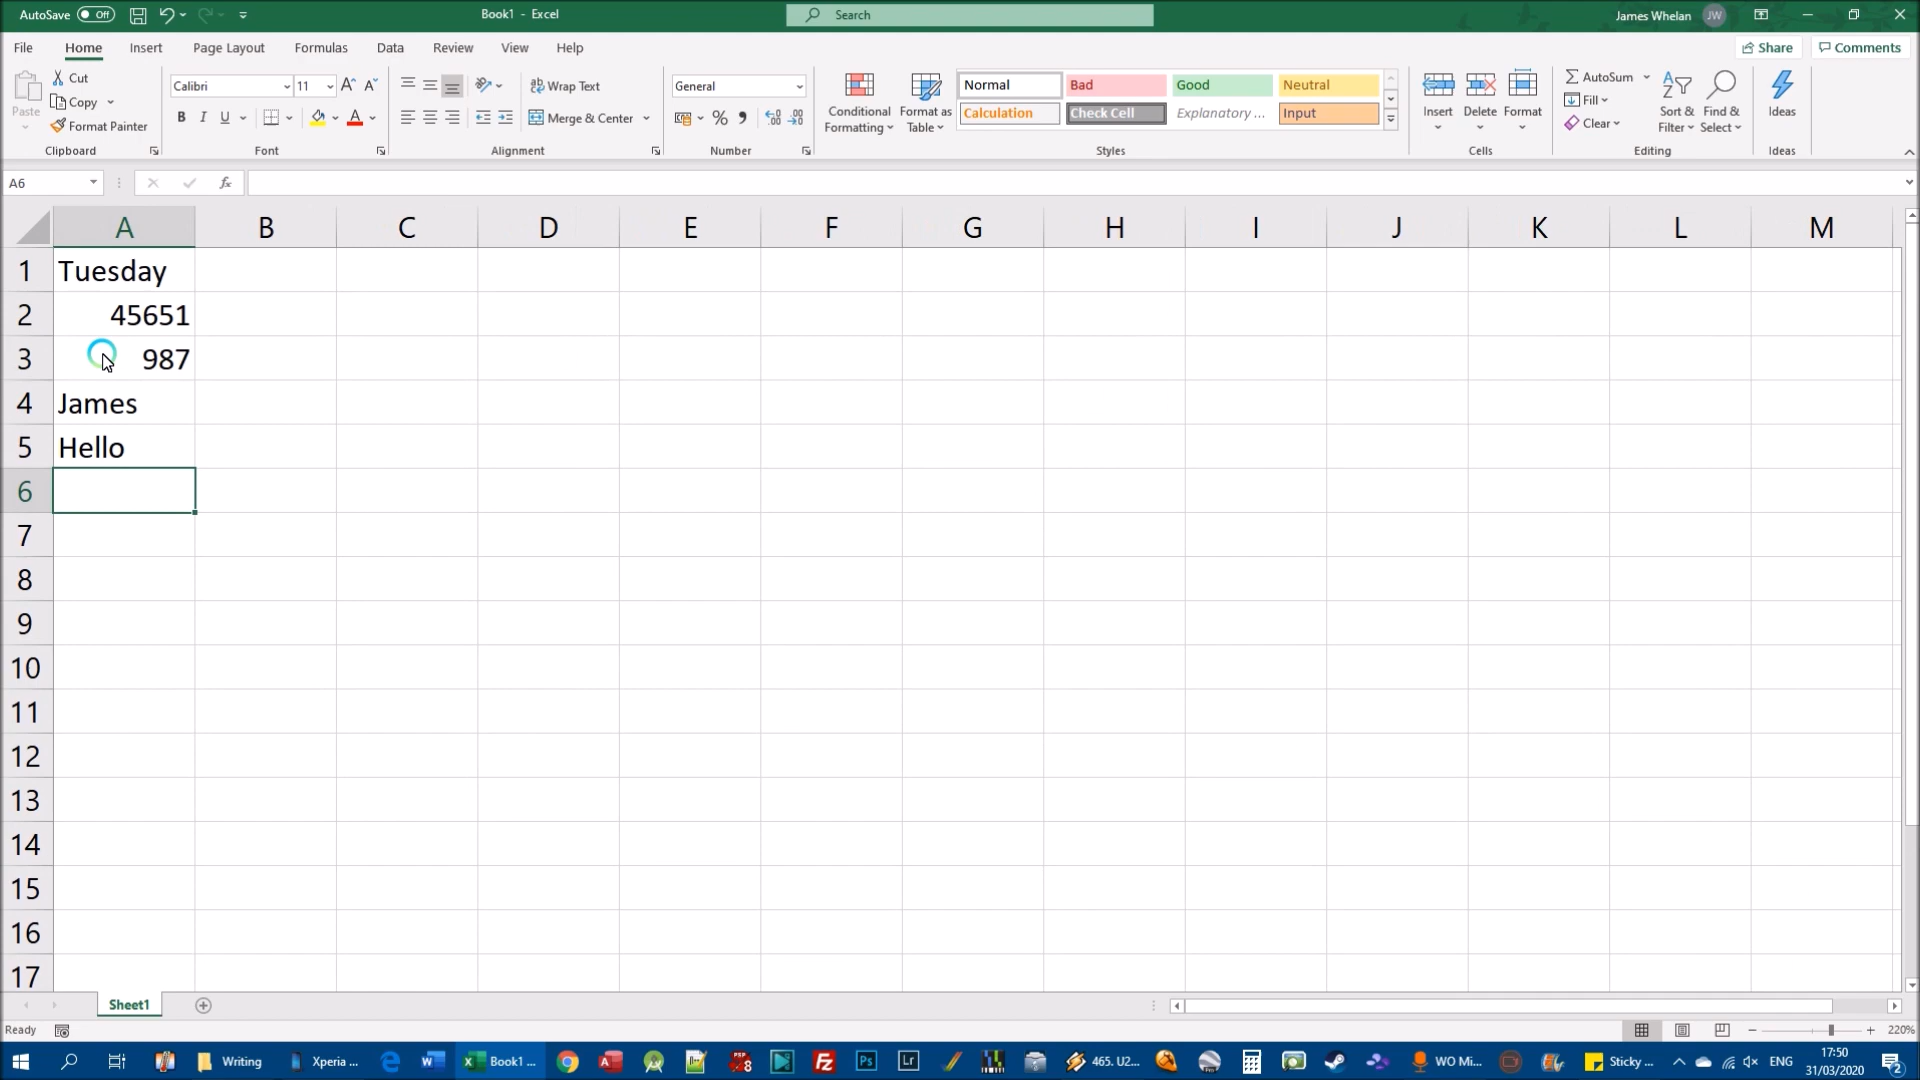 AutoSave Off Book1 - Excel Search James Whelan JW
File Home Insert Page Layout Formulas Data Review View Help Share Comments
Cut Calibri 11 Wrap Text General Normal Bad Good Neutral AutoSum
Paste Copy Conditional Formatting Format as Table Insert Delete Format Fill Sort & Filter Find & Select Ideas
Format Painter B I U A Merge & Center % Calculation Check Cell Explanatory ... Input Clear
Clipboard Font Alignment Number Styles Cells Editing Ideas
A6 fx
A B C D E F G H I J K L M
1 Tuesday
2 45651
3 987
4 James
5 Hello
6
7
8
9
10
11
12
13
14
15
16
17
Sheet1
Ready 220%
Writing Xperia ... Book1 ... Ps Lr 465. U2... WO Mi... Sticky ... ENG 17:50
31/03/2020 2